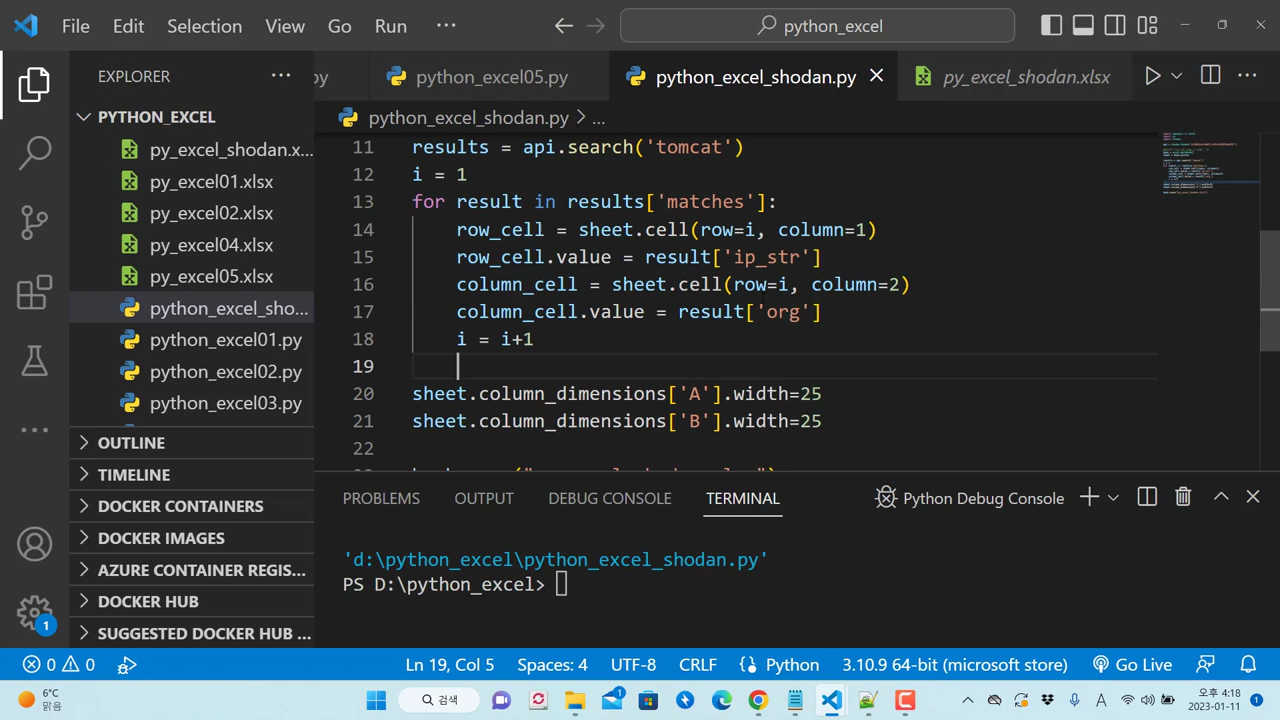 File Edit Selection View Go Run ··· python_excel
EXPLORER ···
py python_excel05.py python_excel_shodan.py py_excel_shodan.xlsx ···
PYTHON_EXCEL
py_excel_shodan.x...
py_excel01.xlsx
py_excel02.xlsx
py_excel04.xlsx
py_excel05.xlsx
python_excel_sho...
python_excel01.py
python_excel02.py
python_excel03.py
OUTLINE
TIMELINE
DOCKER CONTAINERS
DOCKER IMAGES
AZURE CONTAINER REGIS...
DOCKER HUB
SUGGESTED DOCKER HUB ...
1
python_excel_shodan.py > ...
11 results = api.search('tomcat')
12 i = 1
13 for result in results['matches']:
14 row_cell = sheet.cell(row=i, column=1)
15 row_cell.value = result['ip_str']
16 column_cell = sheet.cell(row=i, column=2)
17 column_cell.value = result['org']
18 i = i+1
19
20 sheet.column_dimensions['A'].width=25
21 sheet.column_dimensions['B'].width=25
22
PROBLEMS OUTPUT DEBUG CONSOLE TERMINAL Python Debug Console
'd:\python_excel\python_excel_shodan.py'
PS D:\python_excel>
0 0 Ln 19, Col 5 Spaces: 4 UTF-8 CRLF Python 3.10.9 64-bit (microsoft store) Go Live
6°C
맑음
검색
1
A
오후 4:18
2023-01-11
1